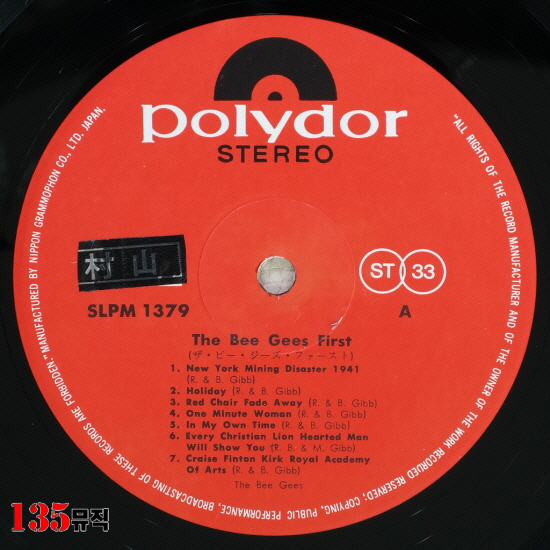 polydor
STEREO
村山
ST 33
SLPM 1379
A
The Bee Gees First
(ザ・ビー・ジーズ・ファースト)
1. New York Mining Disaster 1941
(R. & B. Gibb)
2. Holiday (R. & B. Gibb)
3. Red Chair Fade Away (R. & B. Gibb)
4. One Minute Woman (R. & B. Gibb)
5. In My Own Time (R. & B. Gibb)
6. Every Christian Lion Hearted Man
Will Show You (R. B. & M. Gibb)
7. Craise Finton Kirk Royal Academy
Of Arts (R. & B. Gibb)
The Bee Gees
"ALL RIGHTS OF THE RECORD MANUFACTURER AND OF THE OWNER OF THE WORK RECORDED RESERVED; COPYING, PUBLIC PERFORMANCE, BROADCASTING OF THESE RECORDS ARE FORBIDDEN." MANUFACTURED BY NIPPON GRAMMOPHON CO., LTD. JAPAN.
135뮤직